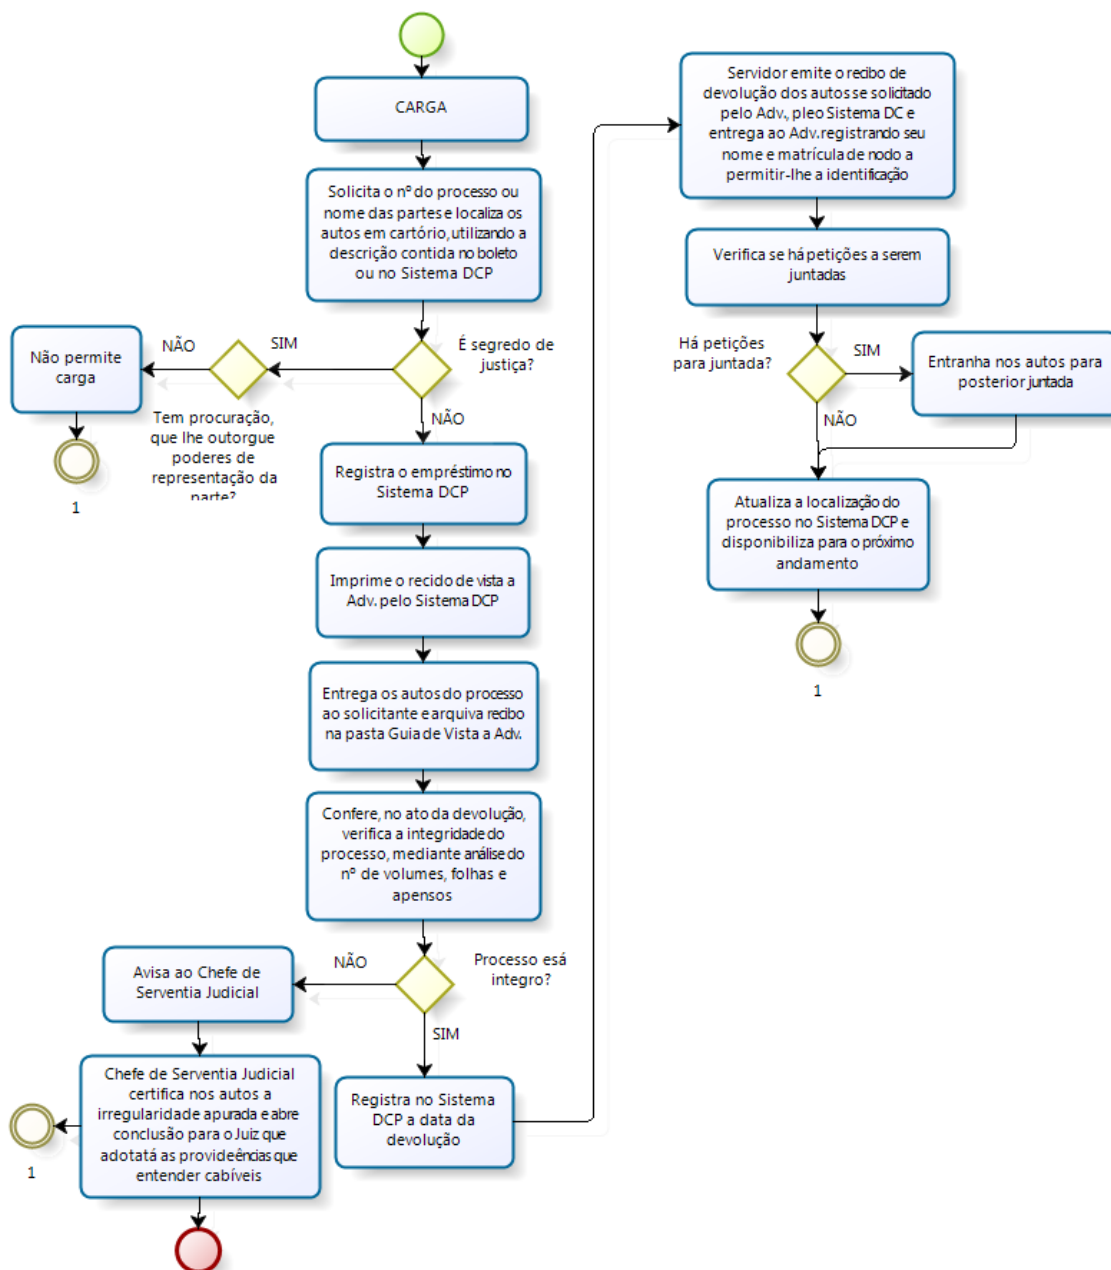 CARGA
Solicita o nº do processo ou
nome das partes e localiza os
autos em cartório, utilizando a
descrição contida no boleto
ou no Sistema DCP
É segredo de
justiça?
SIM
NÃO
Não permite
carga
1
Tem procuração,
que lhe outorgue
poderes de
representação da
parte?
NÃO
Registra o empréstimo no
Sistema DCP
Imprime o recido de vista a
Adv. pelo Sistema DCP
Entrega os autos do processo
ao solicitante e arquiva recibo
na pasta Guia de Vista a Adv.
Confere, no ato da devolução,
verifica a integridade do
processo, mediante análise do
nº de volumes, folhas e
apensos
Processo esá
integro?
NÃO
Avisa ao Chefe de
Serventia Judicial
Chefe de Serventia Judicial
certifica nos autos a
irregularidade apurada e abre
conclusão para o Juiz que
adotatá as provideências que
entender cabíveis
1
SIM
Registra no Sistema
DCP a data da
devolução
Servidor emite o recibo de
devolução dos autos se solicitado
pelo Adv., pleo Sistema DC e
entrega ao Adv.registrando seu
nome e matrícula de nodo a
permitir-lhe a identificação
Verifica se há petições a serem
juntadas
Há petições
para juntada?
SIM
Entranha nos autos para
posterior juntada
NÃO
Atualiza a localização do
processo no Sistema DCP e
disponibiliza para o próximo
andamento
1